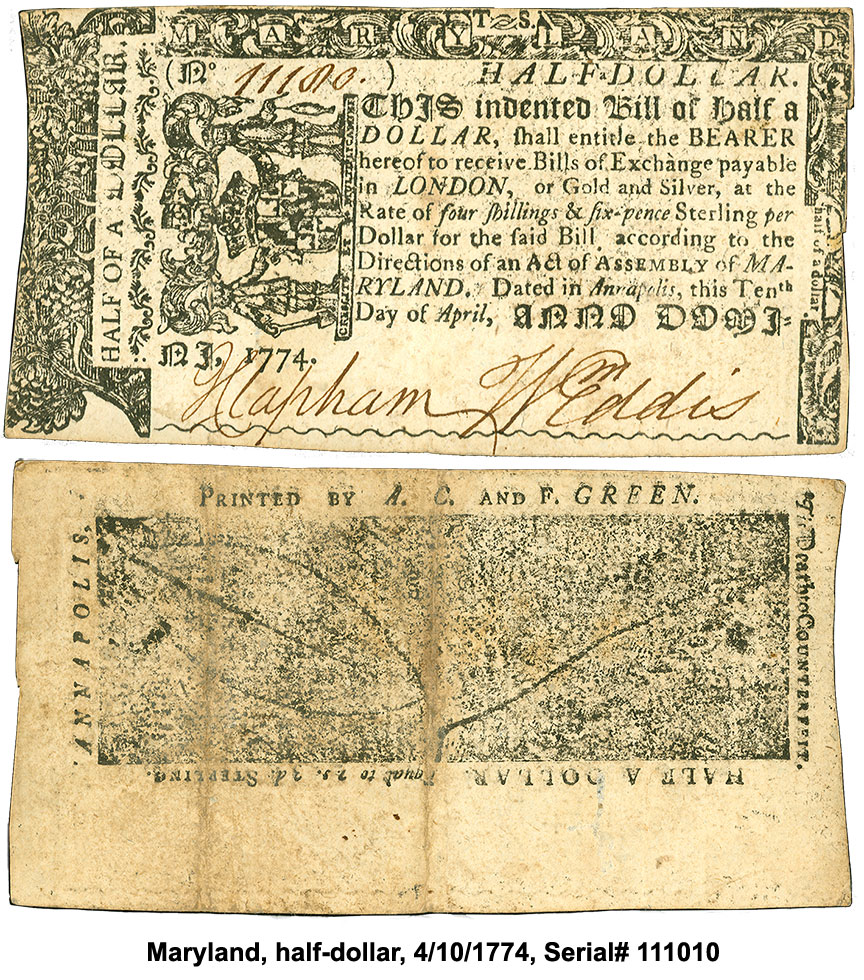 T. S.
MARYLAND
HALF OF A DOLLAR.
(No. 11180.) HALF-DOLLAR.
THIS indented Bill of Half a
DOLLAR, ſhall entitle the BEARER
hereof to receive Bills of Exchange payable
in LONDON, or Gold and Silver, at the
Rate of four ſhillings & ſix-pence Sterling per
Dollar for the ſaid Bill, according to the
Directions of an Act of ASSEMBLY of MA-
RYLAND. Dated in Annapolis, this Tenth
Day of April, ANNO DOMI-
NI, 1774.
half of a dollar.
JClapham Wm Eddis
PRINTED BY A. C. AND F. GREEN.
ANNAPOLIS.
Death to COUNTERFEIT.
HALF A DOLLAR. Equal to 2s. 3d. STERLING.
Maryland, half-dollar, 4/10/1774, Serial# 111010